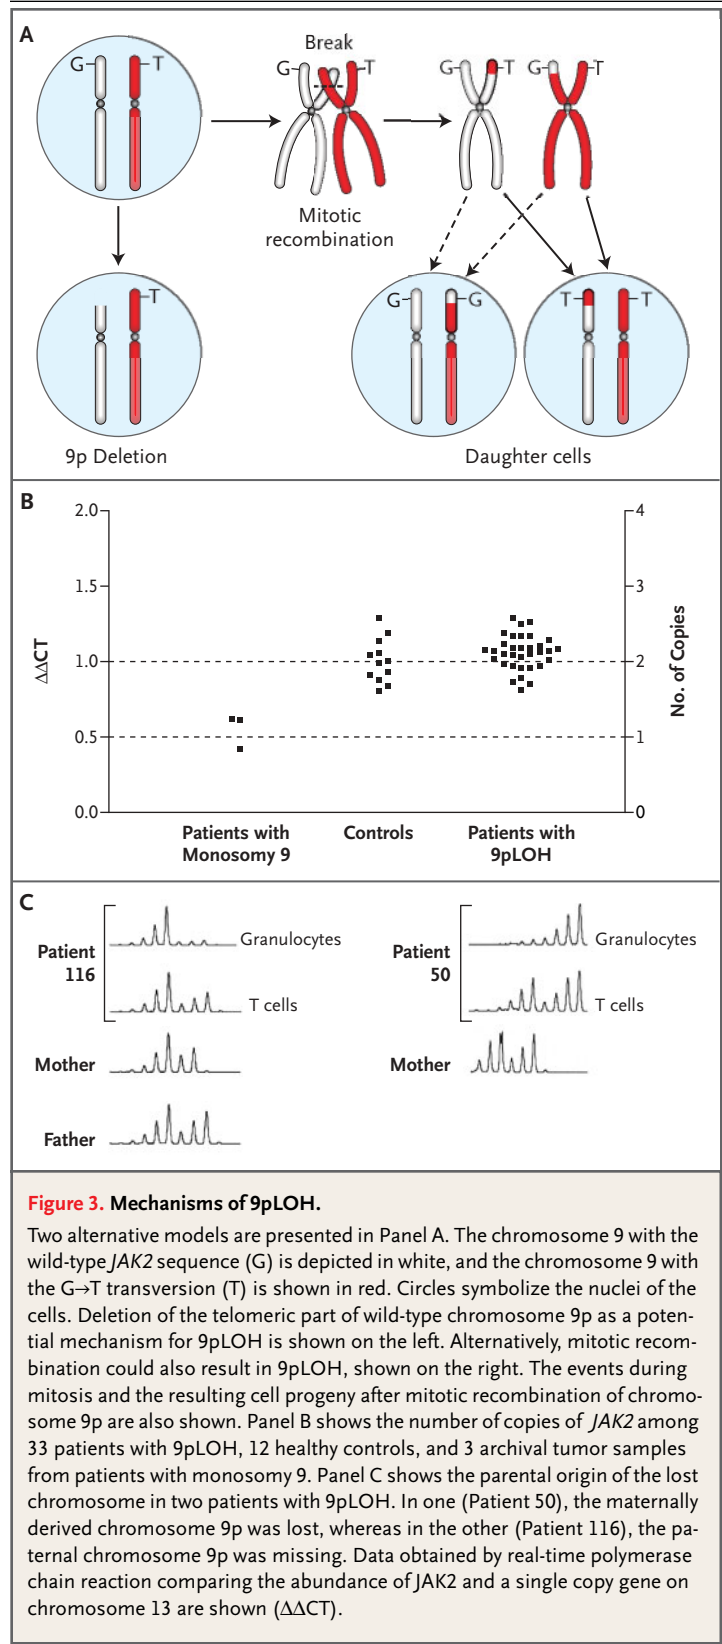 A
G
T
Break
G
T
G
T
G
T
Mitotic
recombination
T
G
G
T
T
9p Deletion
Daughter cells
B
2.0
1.5
1.0
0.5
0.0
ΔΔCT
4
3
2
1
0
No. of Copies
Patients with
Monosomy 9
Controls
Patients with
9pLOH
C
Patient
116
Granulocytes
T cells
Mother
Father
Patient
50
Granulocytes
T cells
Mother
Figure 3. Mechanisms of 9pLOH.
Two alternative models are presented in Panel A. The chromosome 9 with the
wild-type JAK2 sequence (G) is depicted in white, and the chromosome 9 with
the G→T transversion (T) is shown in red. Circles symbolize the nuclei of the
cells. Deletion of the telomeric part of wild-type chromosome 9p as a poten-
tial mechanism for 9pLOH is shown on the left. Alternatively, mitotic recom-
bination could also result in 9pLOH, shown on the right. The events during
mitosis and the resulting cell progeny after mitotic recombination of chromo-
some 9p are also shown. Panel B shows the number of copies of JAK2 among
33 patients with 9pLOH, 12 healthy controls, and 3 archival tumor samples
from patients with monosomy 9. Panel C shows the parental origin of the lost
chromosome in two patients with 9pLOH. In one (Patient 50), the maternally
derived chromosome 9p was lost, whereas in the other (Patient 116), the pa-
ternal chromosome 9p was missing. Data obtained by real-time polymerase
chain reaction comparing the abundance of JAK2 and a single copy gene on
chromosome 13 are shown (ΔΔCT).